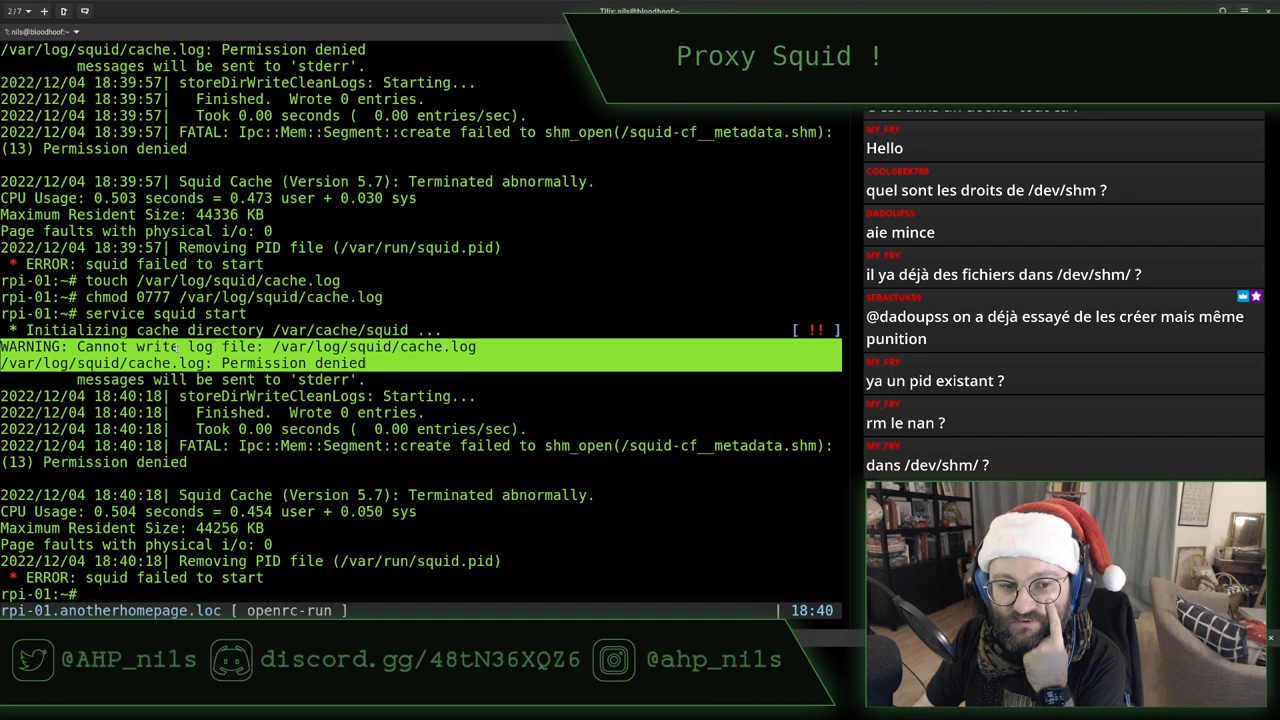 2/7
Tilix: nils@bloodhoof:~
1: nils@bloodhoof:~
/var/log/squid/cache.log: Permission denied
messages will be sent to 'stderr'.
2022/12/04 18:39:57| storeDirWriteCleanLogs: Starting...
2022/12/04 18:39:57|   Finished.  Wrote 0 entries.
2022/12/04 18:39:57|   Took 0.00 seconds (  0.00 entries/sec).
2022/12/04 18:39:57| FATAL: Ipc::Mem::Segment::create failed to shm_open(/squid-cf__metadata.shm):
(13) Permission denied
2022/12/04 18:39:57| Squid Cache (Version 5.7): Terminated abnormally.
CPU Usage: 0.503 seconds = 0.473 user + 0.030 sys
Maximum Resident Size: 44336 KB
Page faults with physical i/o: 0
2022/12/04 18:39:57| Removing PID file (/var/run/squid.pid)
* ERROR: squid failed to start
rpi-01:~# touch /var/log/squid/cache.log
rpi-01:~# chmod 0777 /var/log/squid/cache.log
rpi-01:~# service squid start
* Initializing cache directory /var/cache/squid ... [ !! ]
WARNING: Cannot write log file: /var/log/squid/cache.log
/var/log/squid/cache.log: Permission denied
messages will be sent to 'stderr'.
2022/12/04 18:40:18| storeDirWriteCleanLogs: Starting...
2022/12/04 18:40:18|   Finished.  Wrote 0 entries.
2022/12/04 18:40:18|   Took 0.00 seconds (  0.00 entries/sec).
2022/12/04 18:40:18| FATAL: Ipc::Mem::Segment::create failed to shm_open(/squid-cf__metadata.shm):
(13) Permission denied
2022/12/04 18:40:18| Squid Cache (Version 5.7): Terminated abnormally.
CPU Usage: 0.504 seconds = 0.454 user + 0.050 sys
Maximum Resident Size: 44256 KB
Page faults with physical i/o: 0
2022/12/04 18:40:18| Removing PID file (/var/run/squid.pid)
* ERROR: squid failed to start
rpi-01:~#
rpi-01.anotherhomepage.loc [ openrc-run ] | 18:40
Proxy Squid !
MY_FRY
Hello
COOLGEEK789
quel sont les droits de /dev/shm ?
DADOUPSS
aie mince
MY_FRY
il ya déjà des fichiers dans /dev/shm/ ?
SEBASTUX59
@dadoupss on a déjà essayé de les créer mais même
punition
MY_FRY
ya un pid existant ?
MY_FRY
rm le nan ?
MY_FRY
dans /dev/shm/ ?
@AHP_nils
discord.gg/48tN36XQZ6
@ahp_nils